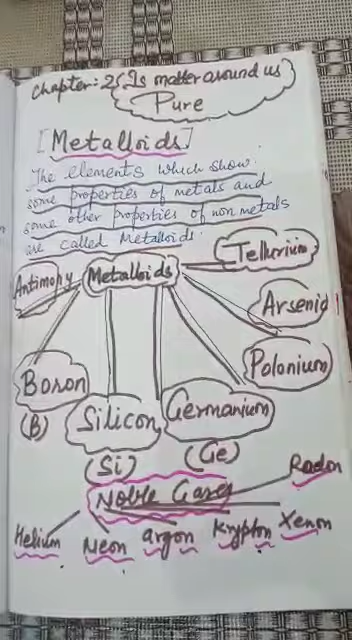 Chapter: 2 Is matter around us
Pure
[Metalloids]
The elements which show
some properties of metals and
some other properties of non metals
are called Metalloids.
Tellurium
Antimony
Metalloids
Arsenic
Polonium
Boron
(B)
Silicon
(Si)
Germanium
(Ge)
Noble Gases
Radon
Helium
Neon
argon
Krypton
Xenon